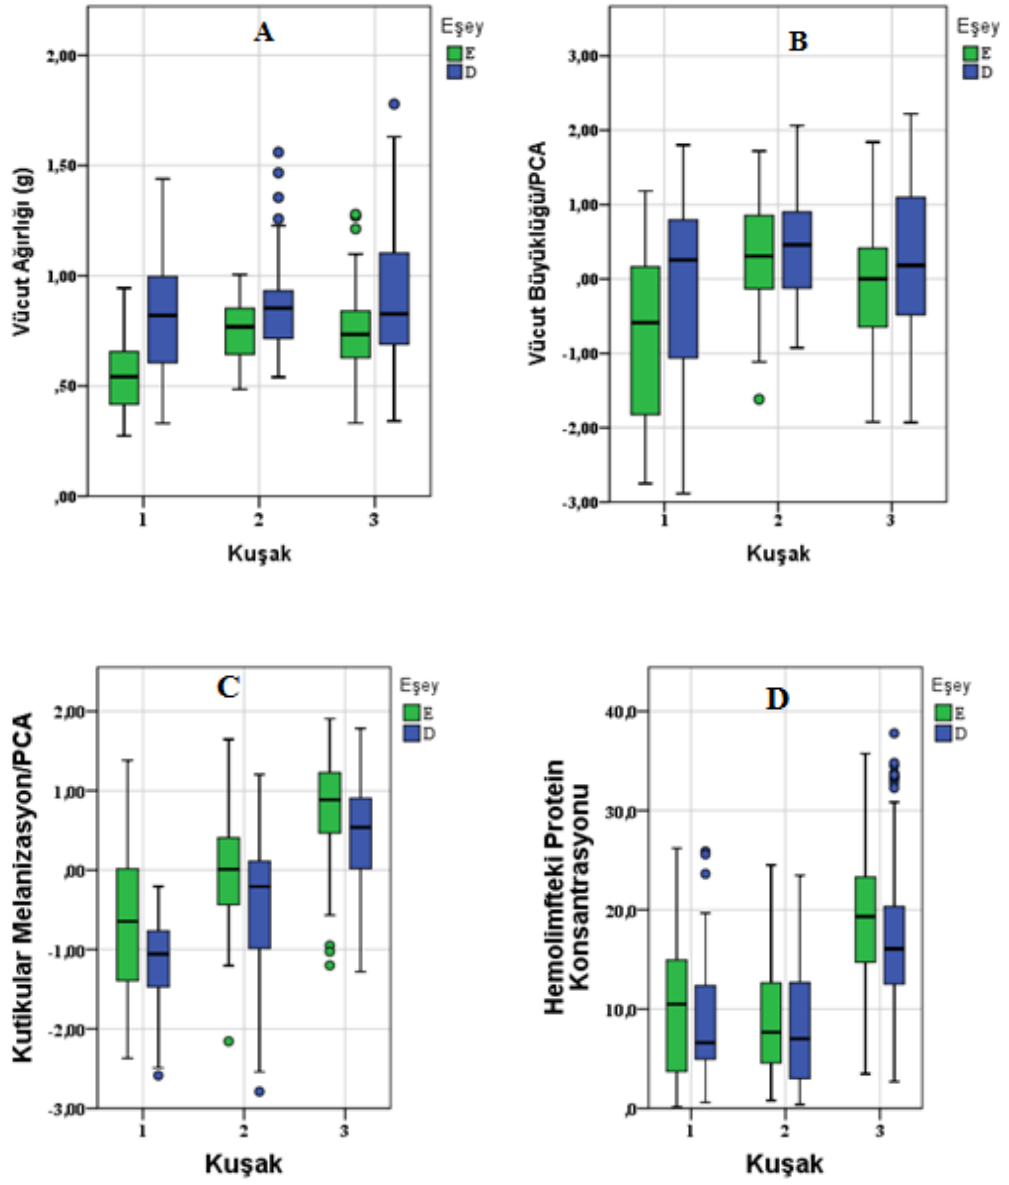 A
Eşey
E
D
Vücut Ağırlığı (g)
2,00
1,50
1,00
,50
,00
1 2 3
Kuşak
B
Eşey
E
D
Vücut Büyüklüğü/PCA
3,00
2,00
1,00
,00
-1,00
-2,00
-3,00
1 2 3
Kuşak
C
Eşey
E
D
Kutikular Melanizasyon/PCA
2,00
1,00
,00
-1,00
-2,00
-3,00
1 2 3
Kuşak
D
Eşey
E
D
Hemolimfteki Protein
Konsantrasyonu
40,0
30,0
20,0
10,0
,0
1 2 3
Kuşak